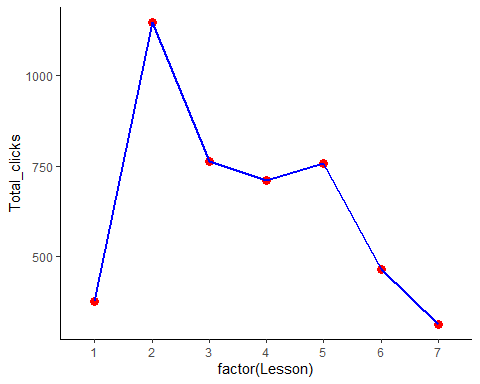 1000
750
500
Total_clicks
1 2 3 4 5 6 7
factor(Lesson)